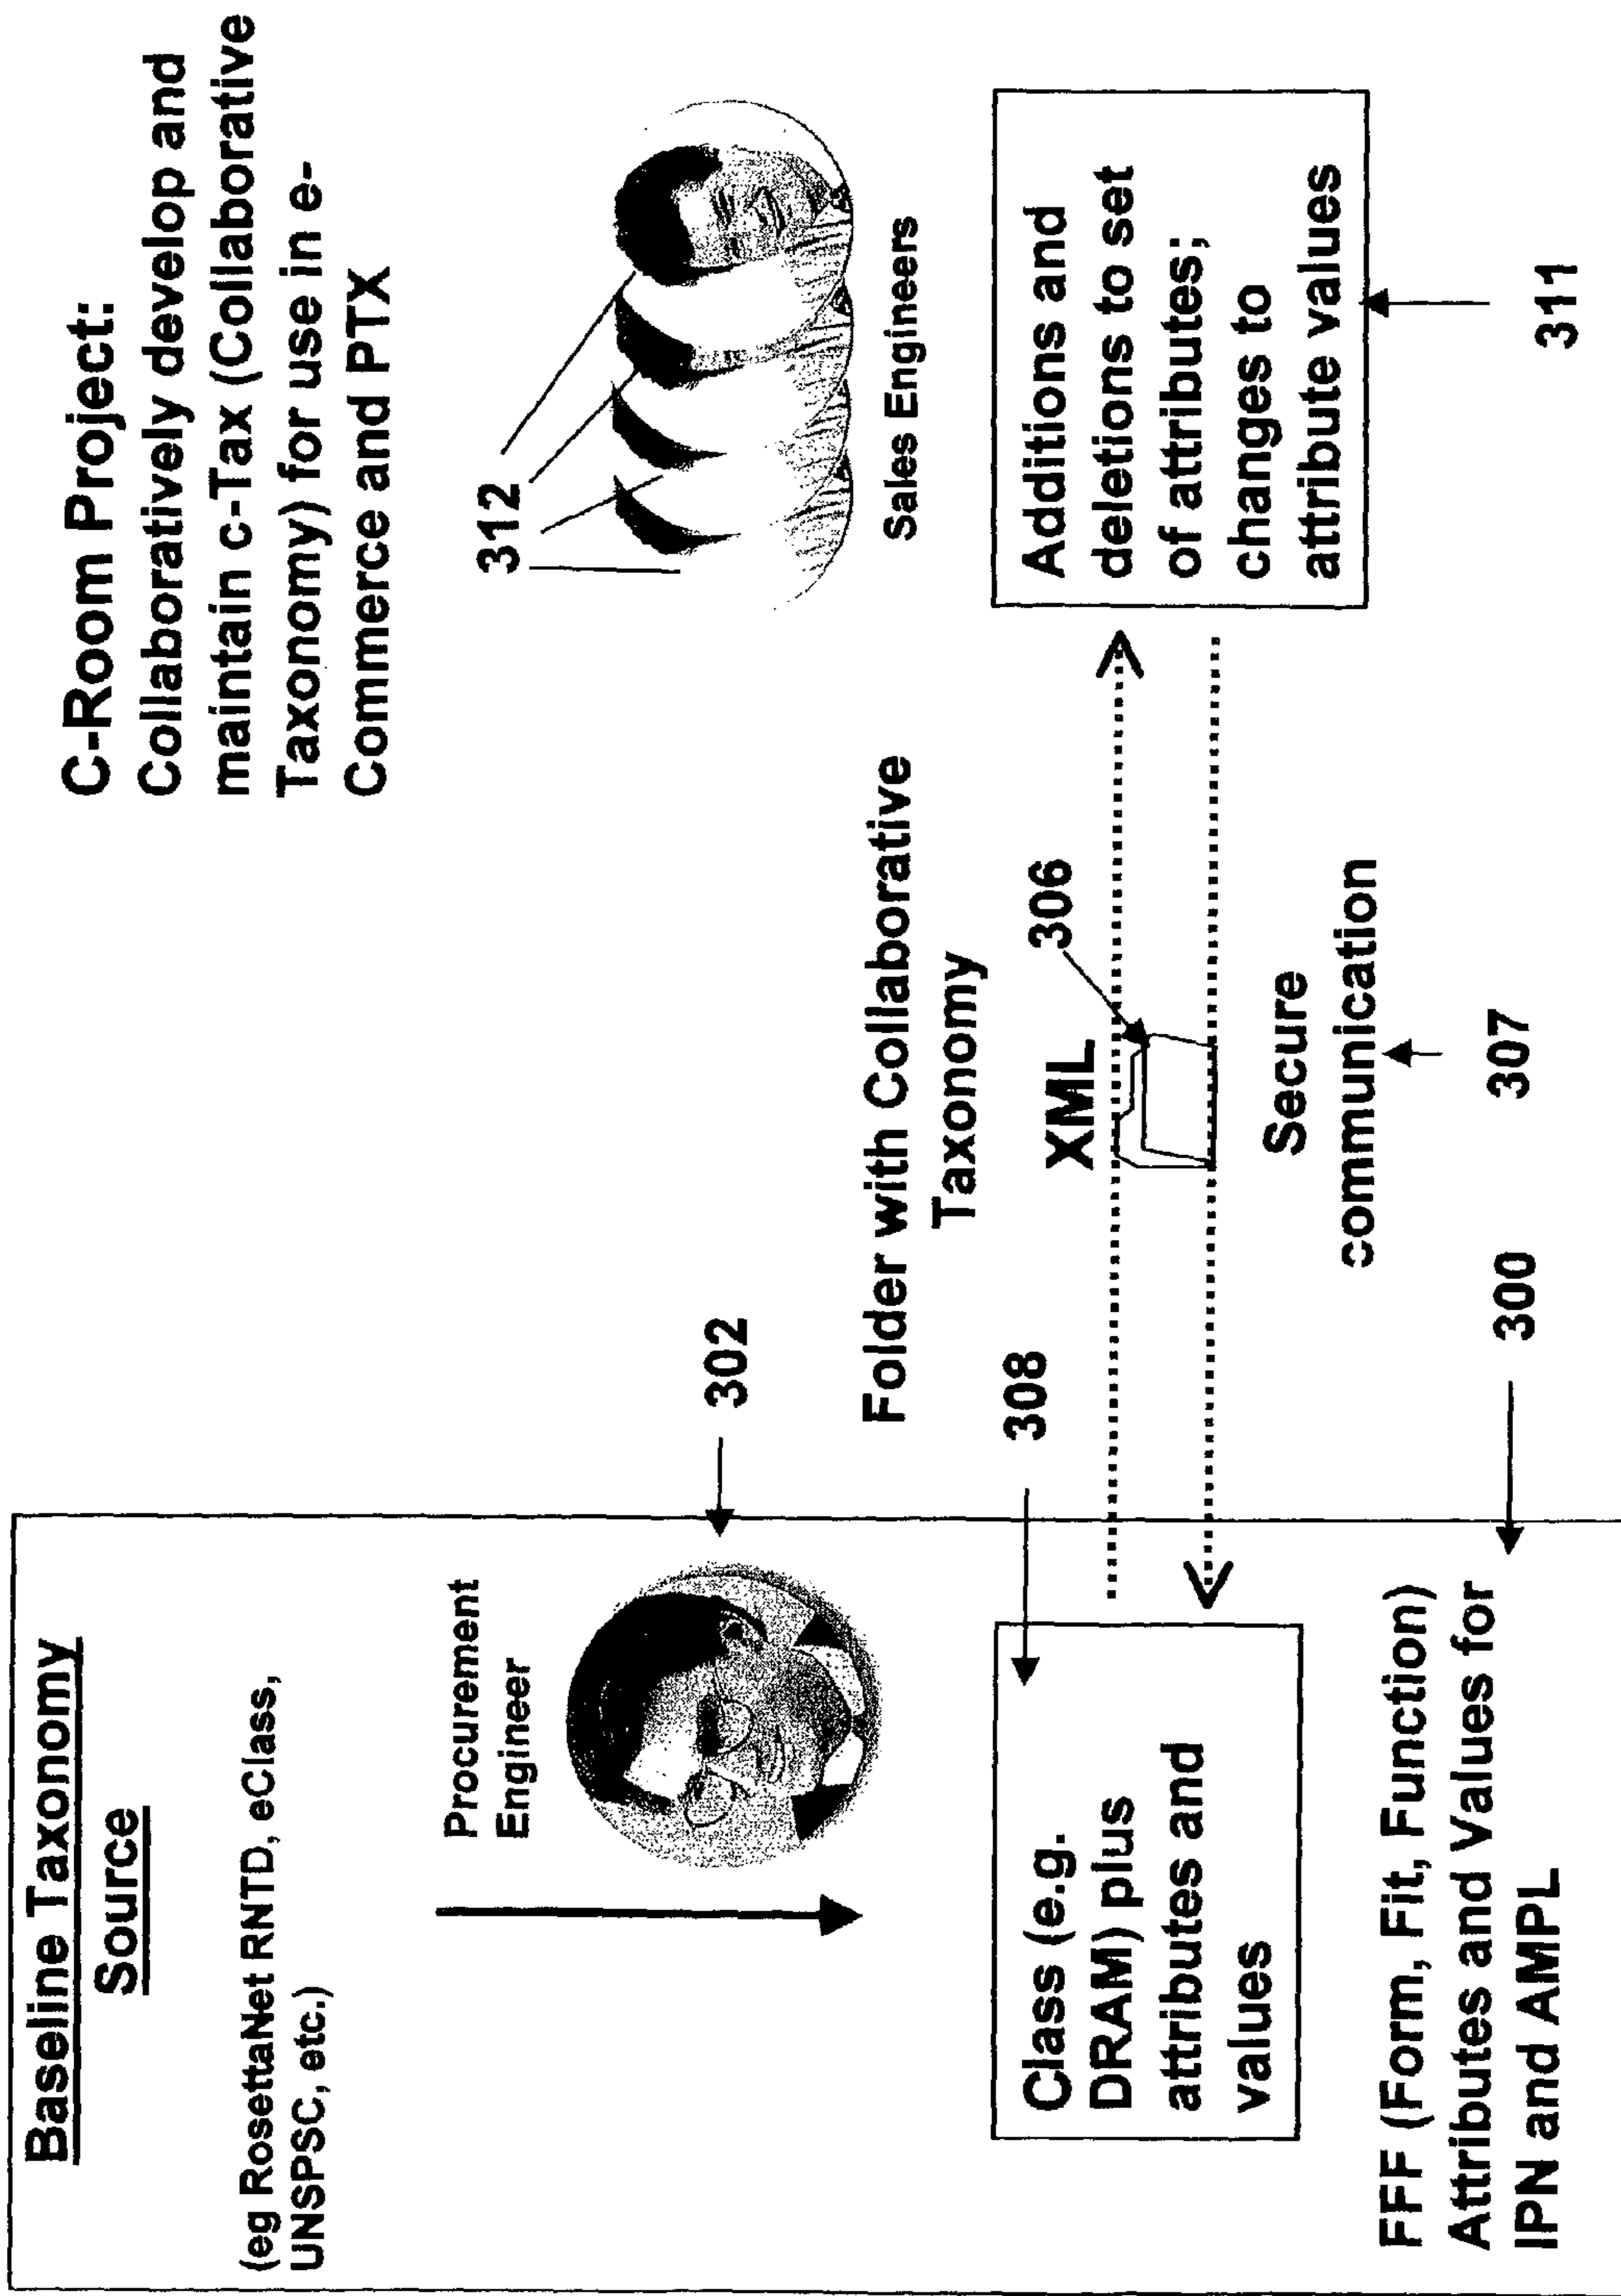 Baseline Taxonomy
Source
(eg RosettaNet RNTD, eClass,
UNSPSC, etc.)
Procurement
Engineer
302
Class (e.g.
DRAM) plus
attributes and
values
308
FFF (Form, Fit, Function)
Attributes and Values for
IPN and AMPL
300
Folder with Collaborative
Taxonomy
XML
306
Secure
communication
307
C-Room Project:
Collaboratively develop and
maintain c-Tax (Collaborative
Taxonomy) for use in e-
Commerce and PTX
312
Sales Engineers
Additions and
deletions to set
of attributes;
changes to
attribute values
311